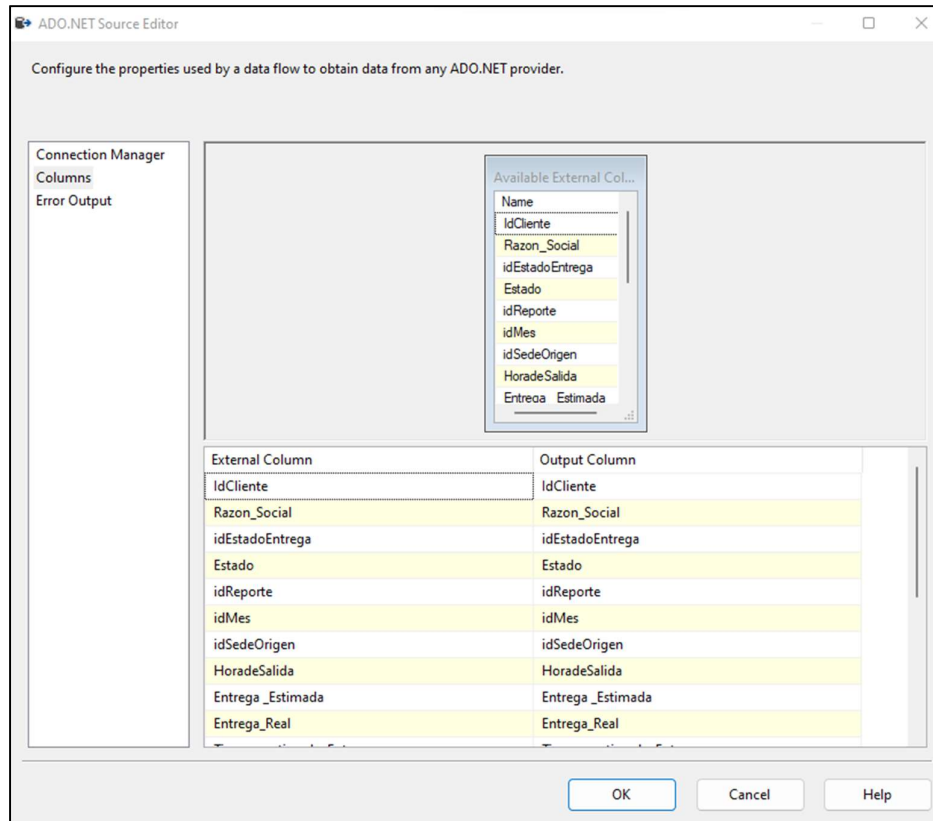 ADO.NET Source Editor
Configure the properties used by a data flow to obtain data from any ADO.NET provider.
Connection Manager
Columns
Error Output
Available External Col...
Name
IdCliente
Razon_Social
idEstadoEntrega
Estado
idReporte
idMes
idSedeOrigen
HoradeSalida
Entrega _Estimada
External Column Output Column
IdCliente IdCliente
Razon_Social Razon_Social
idEstadoEntrega idEstadoEntrega
Estado Estado
idReporte idReporte
idMes idMes
idSedeOrigen idSedeOrigen
HoradeSalida HoradeSalida
Entrega _Estimada Entrega _Estimada
Entrega_Real Entrega_Real
OK Cancel Help